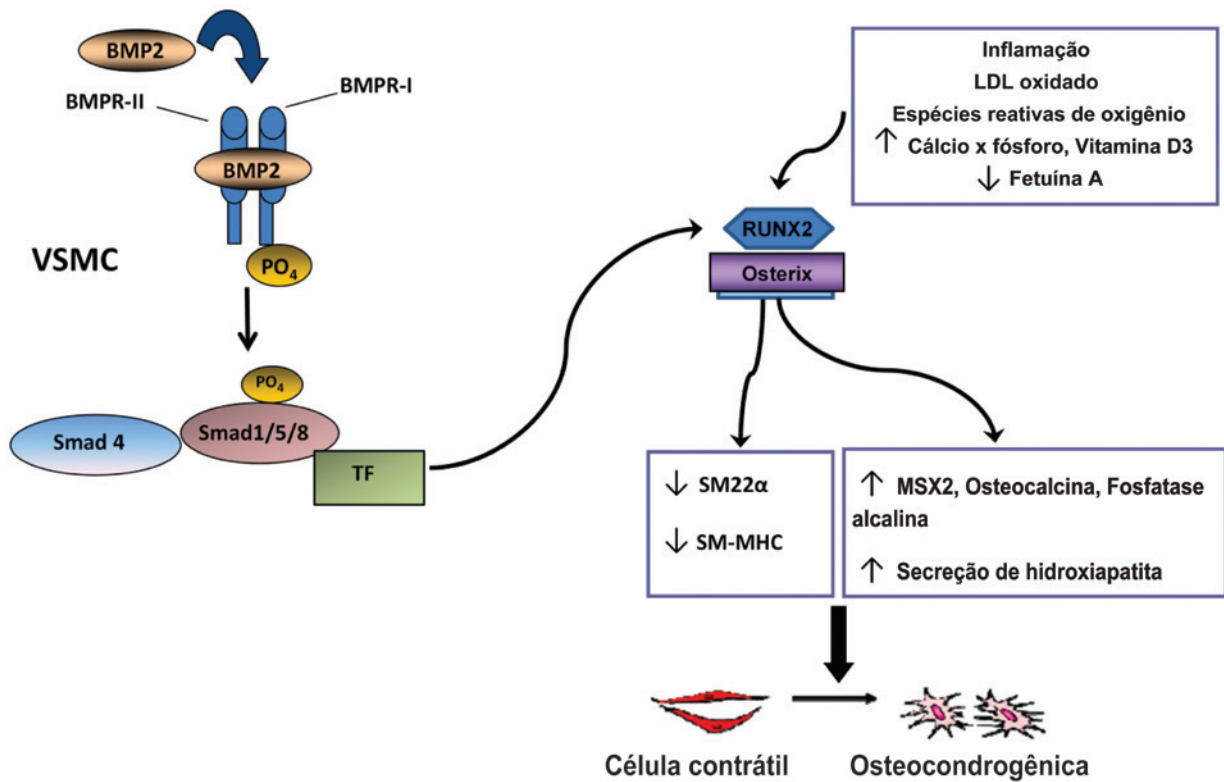 BMP2
BMPR-II
BMPR-I
BMP2
VSMC
PO4
PO4
Smad 4
Smad1/5/8
TF
Inflamação
LDL oxidado
Espécies reativas de oxigênio
↑ Cálcio x fósforo, Vitamina D3
↓ Fetuína A
RUNX2
Osterix
↓ SM22α
↓ SM-MHC
↑ MSX2, Osteocalcina, Fosfatase
alcalina
↑ Secreção de hidroxiapatita
Célula contrátil
Osteocondrogênica